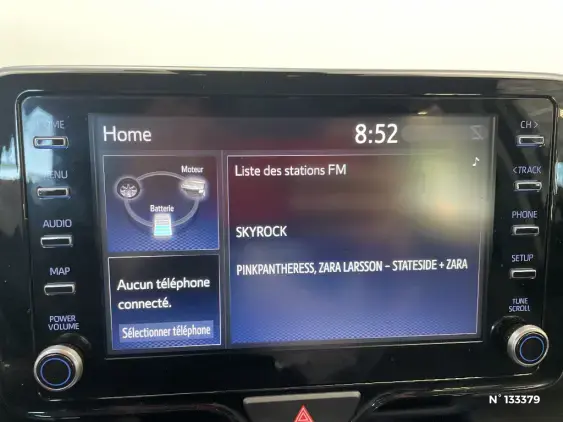 HOME
CH >
Home
8:52
MENU
Moteur
Batterie
Liste des stations FM
< TRACK
AUDIO
SKYROCK
PHONE
MAP
PINKPANTHERESS, ZARA LARSSON – STATESIDE + ZARA
SETUP
Aucun téléphone
connecté.
Sélectionner téléphone
POWER
VOLUME
TUNE
SCROLL
N° 133379